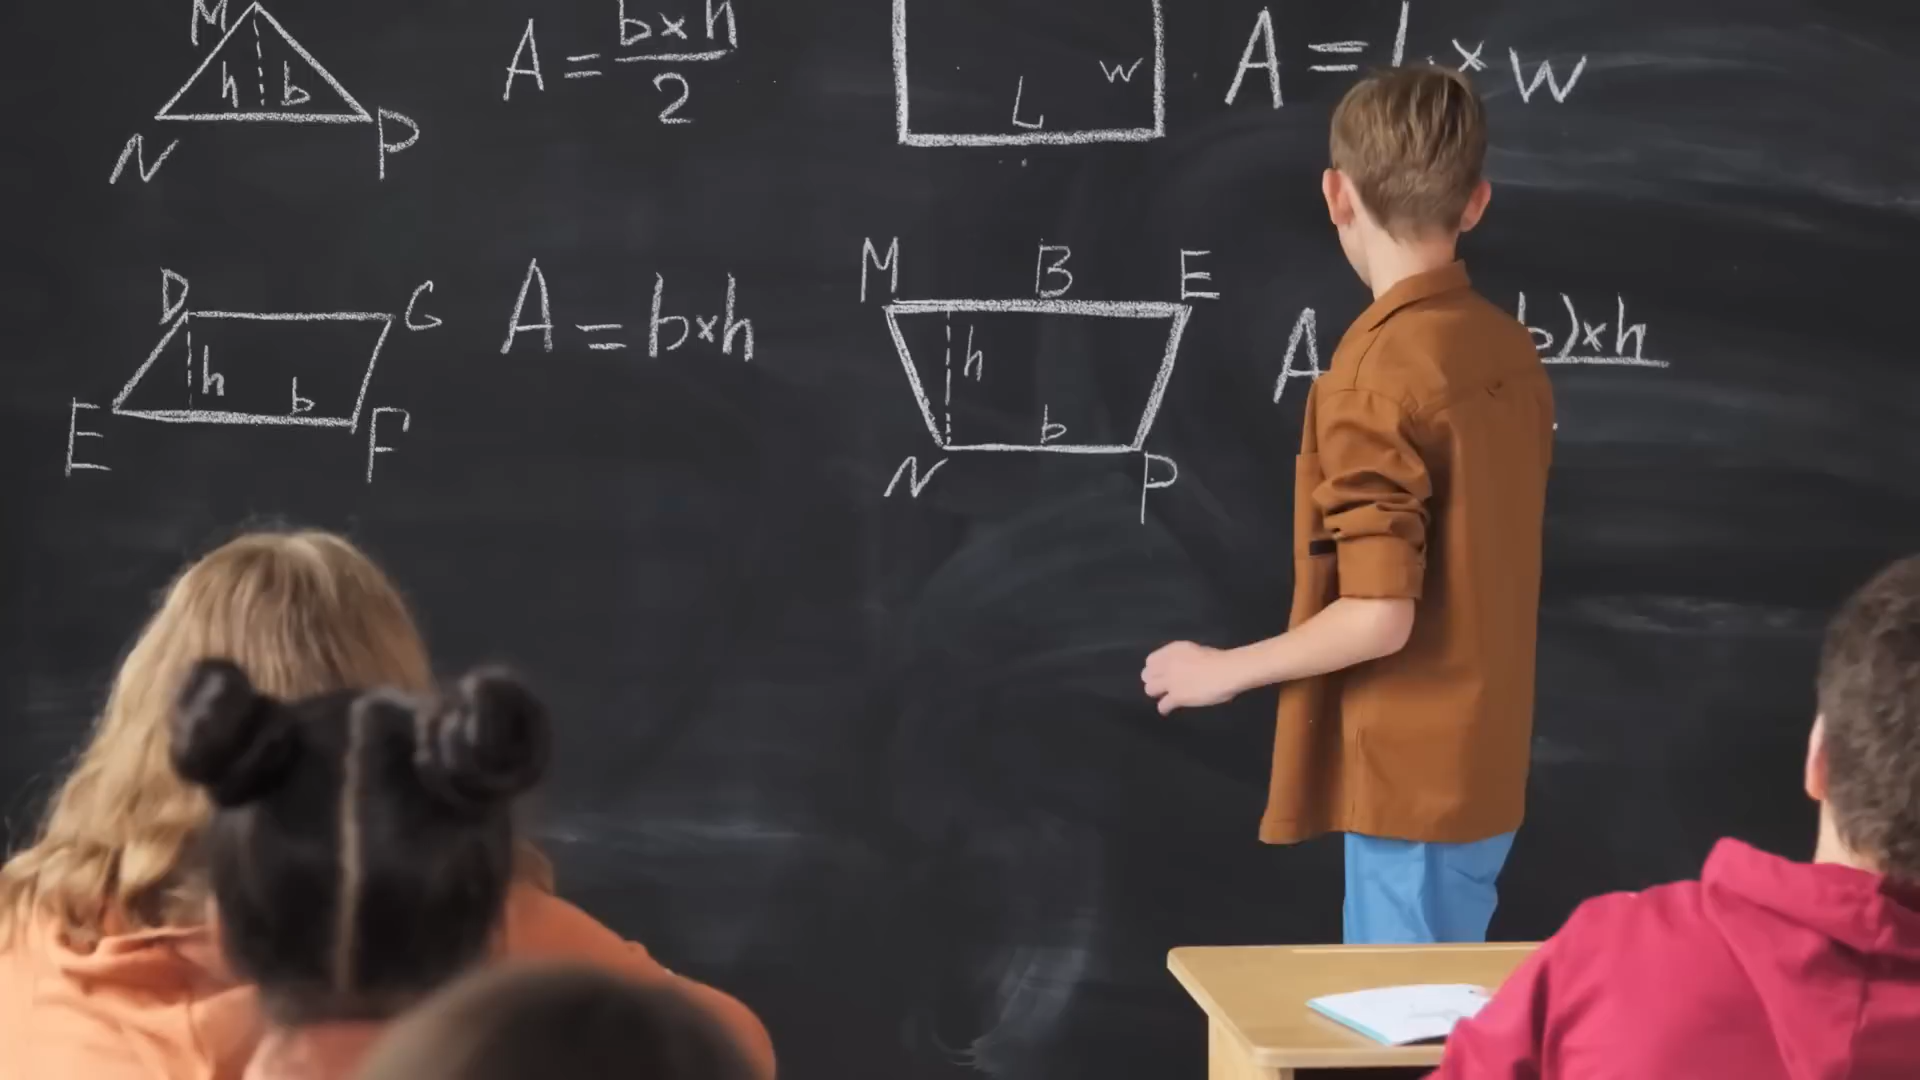 M
h b
N P
A = b×h
2
L w
A = L × w
D G
h b
E F
A = b×h
M B E
h
b
N P
A b)×h